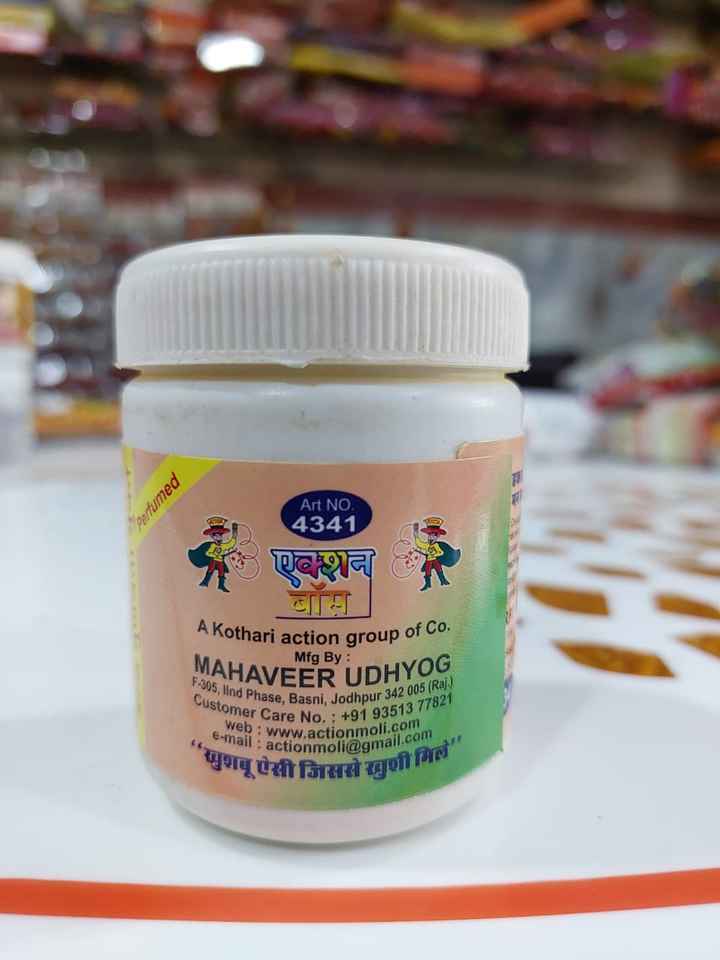 Perfumed
Art NO.
4341
एक्शन
बॉस
A Kothari action group of Co.
Mfg By :
MAHAVEER UDHYOG
F-305, IInd Phase, Basni, Jodhpur 342 005 (Raj.)
Customer Care No. : +91 93513 77821
web : www.actionmoli.com
e-mail : actionmoli@gmail.com
“खुशबू ऐसी जिससे खुशी मिले”